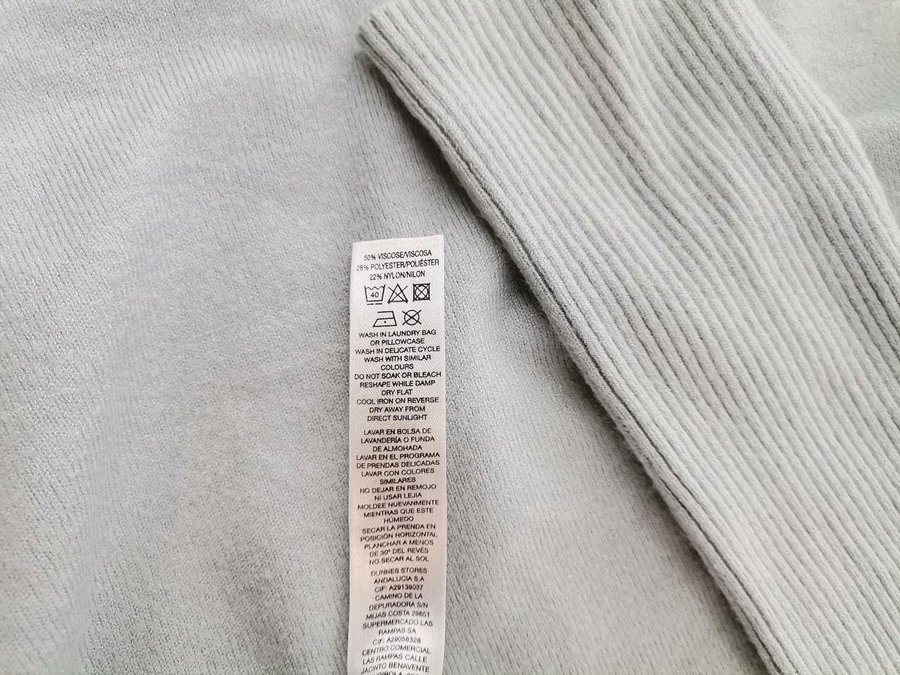 50% VISCOSE/VISCOSA
28% POLYESTER/POLIÉSTER
22% NYLON/NILON
40
WASH IN LAUNDRY BAG
OR PILLOWCASE
WASH IN DELICATE CYCLE
WASH WITH SIMILAR
COLOURS
DO NOT SOAK OR BLEACH
RESHAPE WHILE DAMP
DRY FLAT
COOL IRON ON REVERSE
DRY AWAY FROM
DIRECT SUNLIGHT
LAVAR EN BOLSA DE
LAVANDERÍA O FUNDA
DE ALMOHADA
LAVAR EN EL PROGRAMA
DE PRENDAS DELICADAS
LAVAR CON COLORES
SIMILARES
NO DEJAR EN REMOJO
NI USAR LEJIA
MOLDEE NUEVANMENTE
MIENTRAS QUE ESTE
HÚMEDO
SECAR LA PRENDA EN
POSICIÓN HORIZONTAL
PLANCHAR A MENOS
DE 30º DEL REVÉS
NO SECAR AL SOL
DUNNES STORES
ANDALUCIA S.A
CIF: A29139037
CAMINO DE LA
DEPURADORA S/N
MIJAS COSTA 29651
SUPERMERCADO LAS
RAMPAS SA
CIF: A29058328
CENTRO COMERCIAL
LAS RAMPAS CALLE
JACINTO BENAVENTE